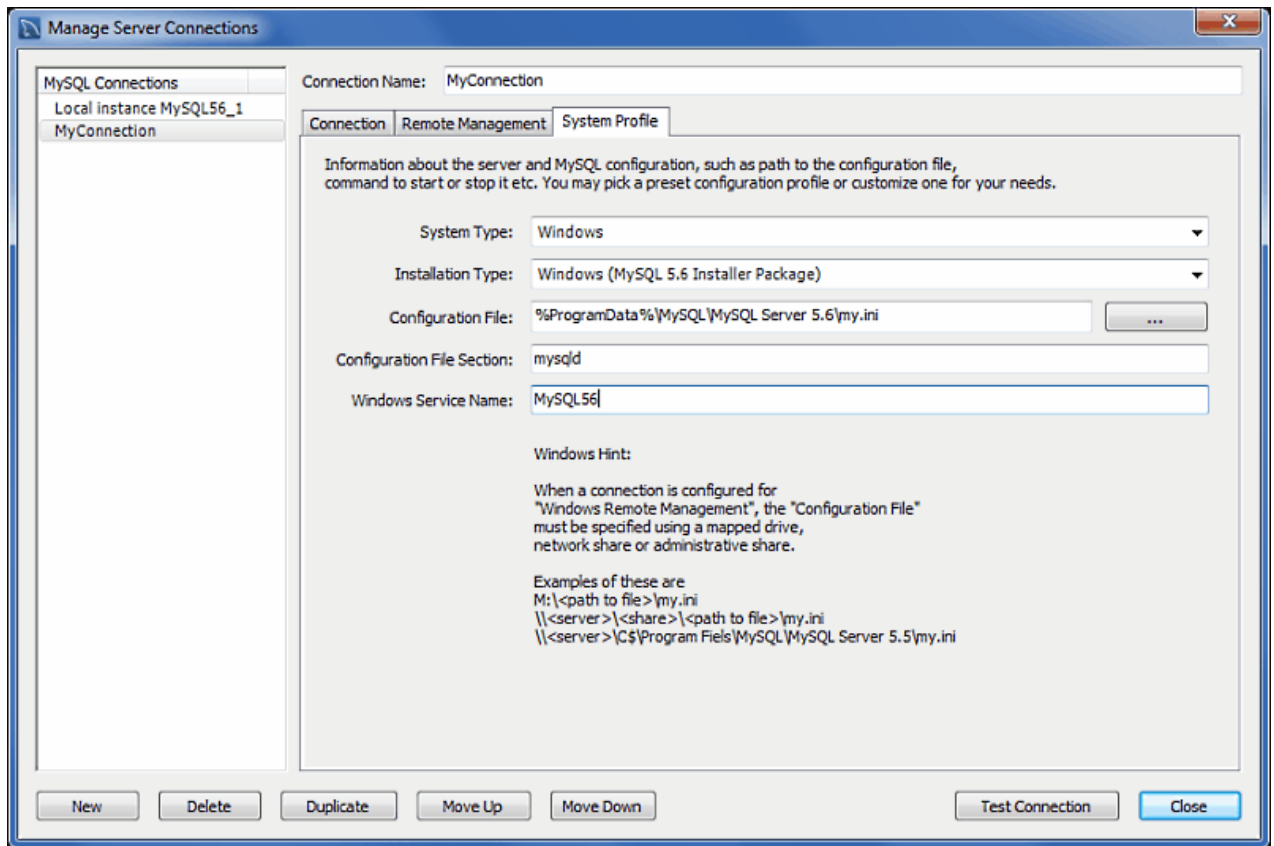 Manage Server Connections
MySQL Connections
Local instance MySQL56_1
MyConnection
Connection Name: MyConnection
Connection Remote Management System Profile
Information about the server and MySQL configuration, such as path to the configuration file,
command to start or stop it etc. You may pick a preset configuration profile or customize one for your needs.
System Type: Windows
Installation Type: Windows (MySQL 5.6 Installer Package)
Configuration File: %ProgramData%\MySQL\MySQL Server 5.6\my.ini ...
Configuration File Section: mysqld
Windows Service Name: MySQL56
Windows Hint:
When a connection is configured for
"Windows Remote Management", the "Configuration File"
must be specified using a mapped drive,
network share or administrative share.
Examples of these are
M:\<path to file>\my.ini
\\<server>\<share>\<path to file>\my.ini
\\<server>\C$\Program Fiels\MySQL\MySQL Server 5.5\my.ini
New Delete Duplicate Move Up Move Down Test Connection Close